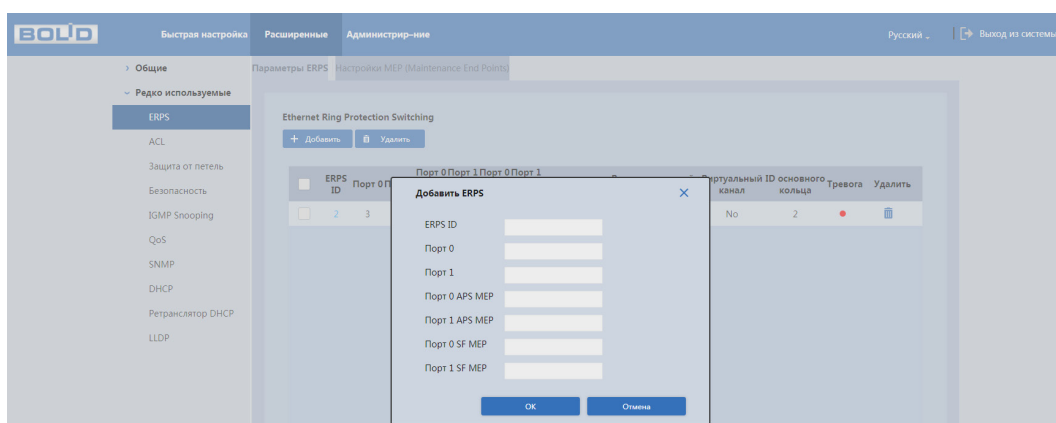 BOLID
Быстрая настройка Расширенные Администрир-ние Русский Выход из системы
Общие
Редко используемые
ERPS
ACL
Защита от петель
Безопасность
IGMP Snooping
QoS
SNMP
DHCP
Ретранслятор DHCP
LLDP
Параметры ERPS Настройки MEP (Maintenance End Points)
Ethernet Ring Protection Switching
+ Добавить Удалить
ERPS ID Порт 0 Порт 0 Порт 1 Порт 0 Порт 1 канал ID основного кольца Тревога Удалить
2 3 No 2
Добавить ERPS
ERPS ID
Порт 0
Порт 1
Порт 0 APS MEP
Порт 1 APS MEP
Порт 0 SF MEP
Порт 1 SF MEP
OK Отмена